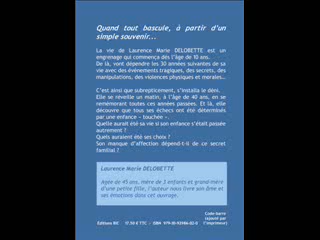 Quand tout bascule, à partir d'un
simple souvenir...
La vie de Laurence Marie DELOBETTE est un
engrenage qui commença dès l'âge de 10 ans.
De là, vont dépendre les 30 années suivantes de sa
vie avec des événements tragiques, des secrets, des
manipulations, des violences physiques et morales...
C'est ainsi que subrepticement, s'installa le déni.
Elle se réveilla un matin, à l'âge de 40 ans, en se
remémorant toutes ces années passées. Et là, elle
découvre que tous ses échecs ont été déterminés
par une enfance « touchée ».
Quelle aurait été sa vie si son enfance s'était passée
autrement ?
Quels auraient été ses choix ?
Son manque d'affection dépend-t-il de ce secret
familial ?
Laurence Marie DELOBETTE
Agée de 45 ans, mère de 3 enfants et grand-mère
d'une petite fille, l'auteur nous livre son âme et
ses émotions dans cet ouvrage.
Code-barre
rajouté par
l'imprimeur)
Editions
TTC - ISBN